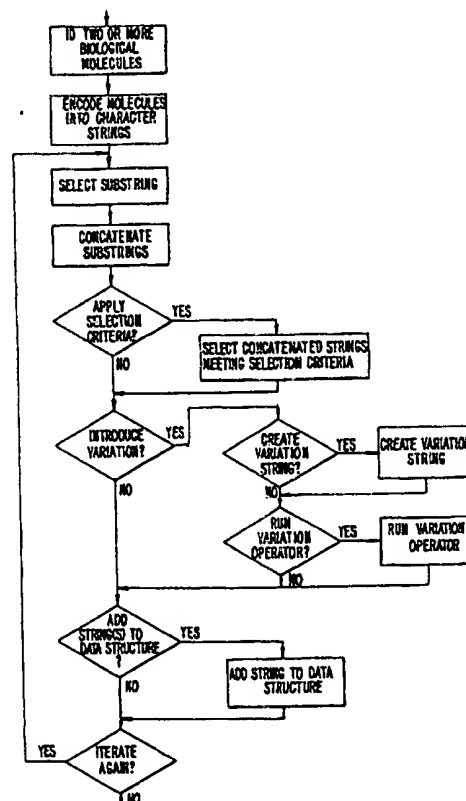 ID TWO OR MORE
BIOLOGICAL
MOLECULES
ENCODE MOLECULES
INTO CHARACTER
STRINGS
SELECT SUBSTRING
CONCATENATE
SUBSTRINGS
APPLY
SELECTION
CRITERIA?
YES
SELECT CONCATENATED STRINGS
MEETING SELECTION CRITERIA
NO
INTRODUCE
VARIATION?
YES
CREATE
VARIATION
STRING?
YES
CREATE VARIATION
STRING
NO
NO
RUN
VARIATION
OPERATOR?
YES
RUN VARIATION
OPERATOR
NO
ADD
STRING(S) TO
DATA STRUCTURE
?
YES
ADD STRING TO DATA
STRUCTURE
NO
YES
ITERATE
AGAIN?
NO